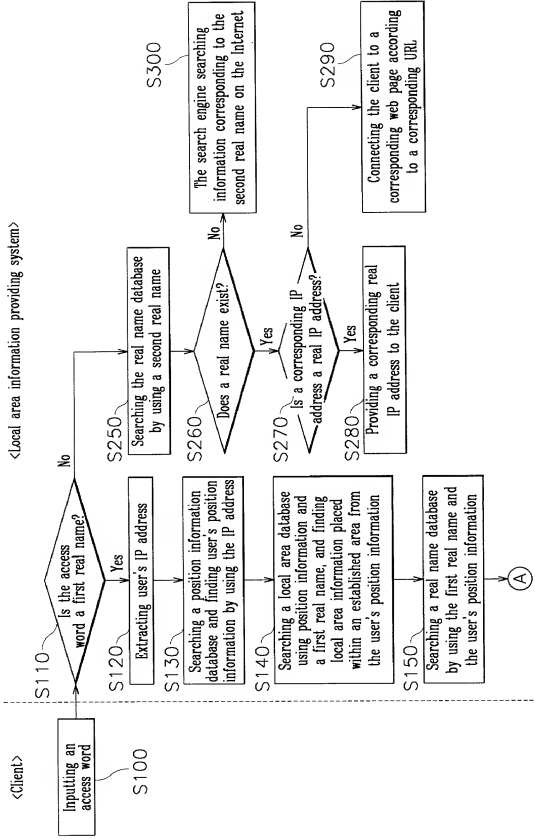 <Client>
<Local area information providing system>
Inputting an
access word
S100
S110
Is the access
word a first real name?
No
Yes
S120
Extracting user's IP address
S130
Searching a position information
database and finding user's position
information by using the IP address
S140
Searching a local area database
using position information and
a first real name, and finding
local area information placed
within an established area from
the user's position information
S150
Searching a real name database
by using the first real name and
the user's position information
A
S250
Searching the real name database
by using a second real name
S260
Does a real name exist?
No
Yes
S270
Is a corresponding IP
address a real IP address?
No
Yes
S280
Providing a corresponding real
IP address to the client
S300
The search engine searching
information corresponding to the
second real name on the Internet
S290
Connecting the client to a
corresponding web page according
to a corresponding URL